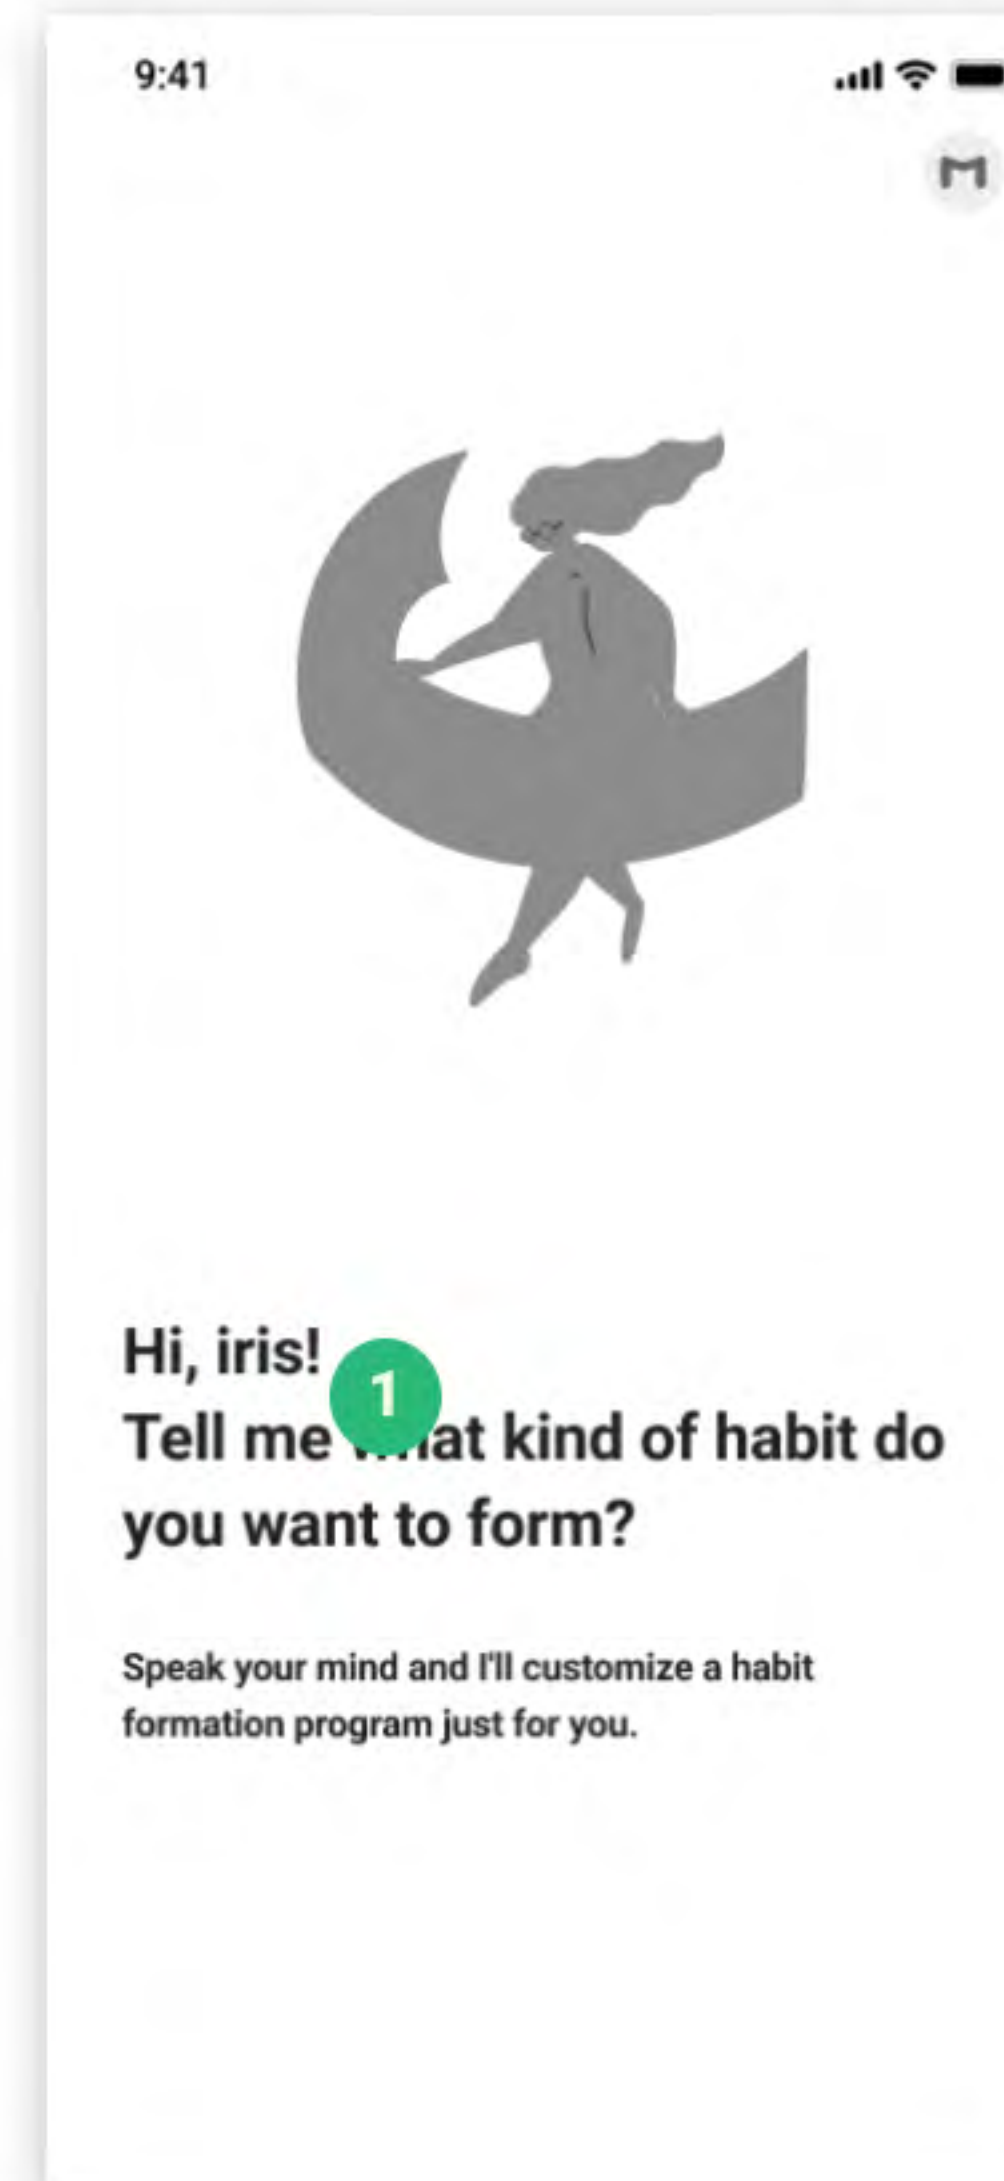 9:41
M
Hi, iris!
1
Tell me what kind of habit do
you want to form?
Speak your mind and I'll customize a habit
formation program just for you.